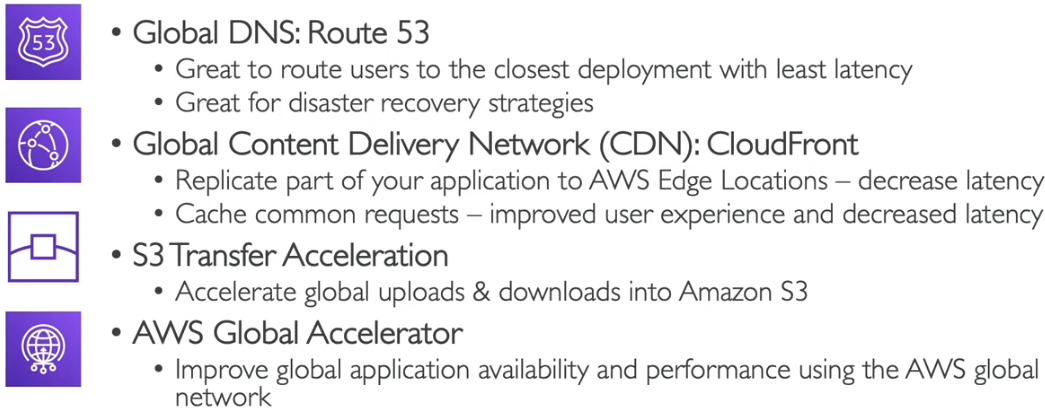 53
• Global DNS: Route 53
• Great to route users to the closest deployment with least latency
• Great for disaster recovery strategies
• Global Content Delivery Network (CDN): CloudFront
• Replicate part of your application to AWS Edge Locations – decrease latency
• Cache common requests – improved user experience and decreased latency
• S3 Transfer Acceleration
• Accelerate global uploads & downloads into Amazon S3
• AWS Global Accelerator
• Improve global application availability and performance using the AWS global
network